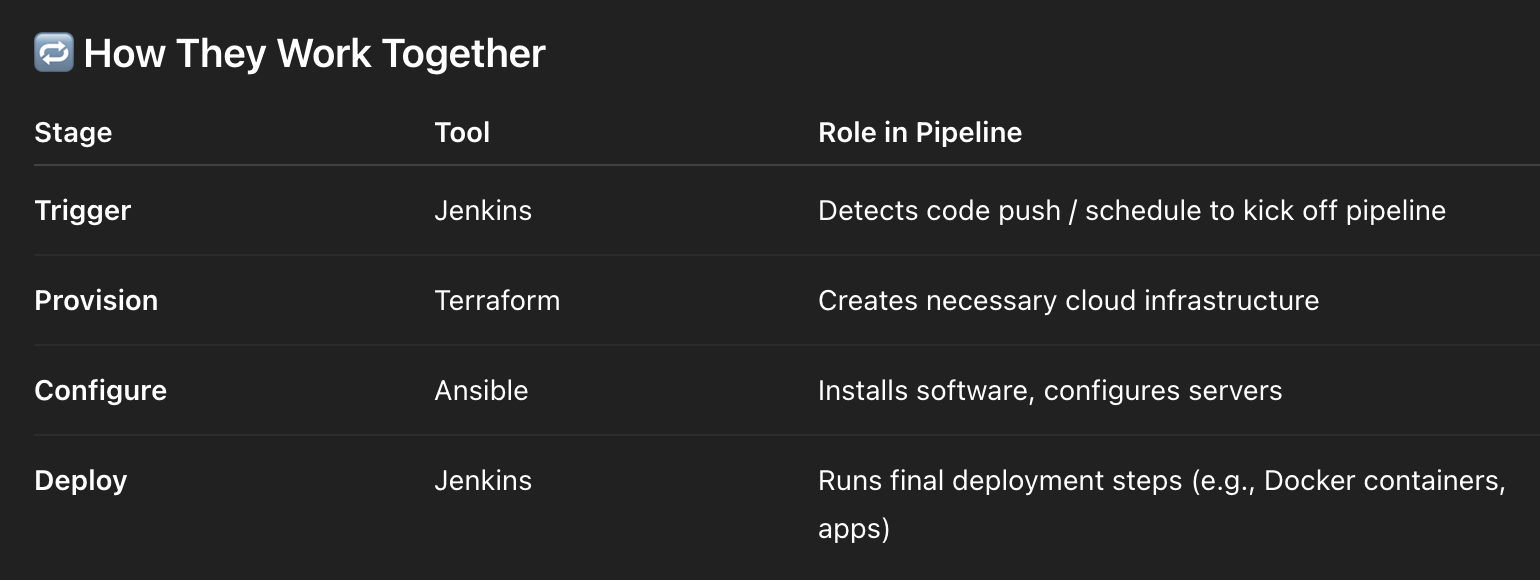 🔁 How They Work Together
Stage Tool Role in Pipeline
Trigger Jenkins Detects code push / schedule to kick off pipeline
Provision Terraform Creates necessary cloud infrastructure
Configure Ansible Installs software, configures servers
Deploy Jenkins Runs final deployment steps (e.g., Docker containers,
apps)